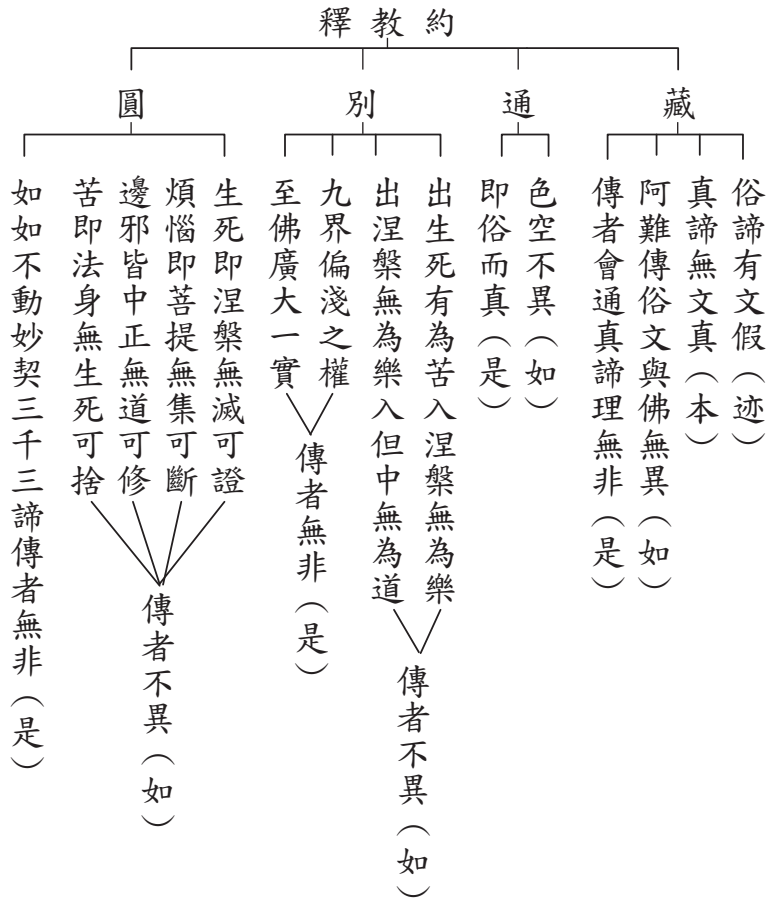 約教釋
藏
俗諦有文假（迹）
真諦無文真（本）
阿難傳俗文與佛無異（如）
傳者會通真諦理無非（是）
通
色空不異（如）
即俗而真（是）
別
出生死有為苦入涅槃無為樂
出涅槃無為樂入但中無為道
傳者不異（如）
九界偏淺之權
至佛廣大一實
傳者無非（是）
圓
生死即涅槃無滅可證
煩惱即菩提無集可斷
邊邪皆中正無道可修
苦即法身無生死可捨
傳者不異（如）
如如不動妙契三千三諦傳者無非（是）